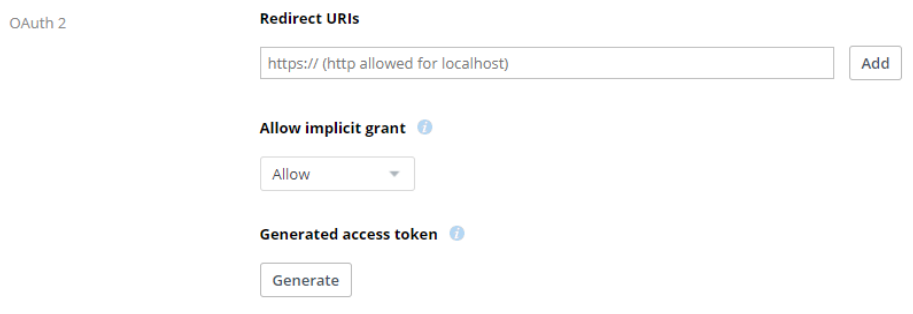 OAuth 2
Redirect URIs
https:// (http allowed for localhost)
Add
Allow implicit grant
Allow
Generated access token
Generate